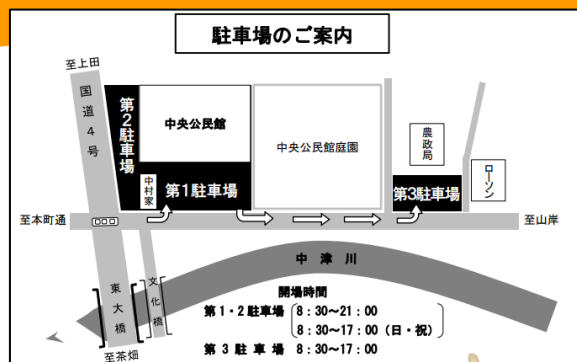 駐車場のご案内
至上田
国道4号
第2駐車場
中央公民館
中村家
第1駐車場
中央公民館庭園
農政局
第3駐車場
ローソン
至本町通
至山岸
中津川
東大橋
文化橋
至茶畑
開場時間
第1・2駐車場 8:30～21:00
8:30～17:00(日・祝)
第3駐車場 8:30～17:00